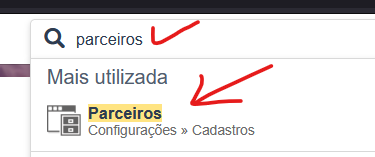 parceiros
Mais utilizada
Parceiros
Configurações » Cadastros